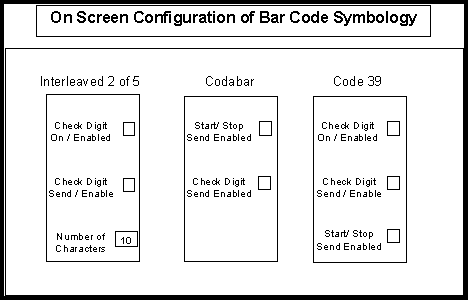 On Screen Configuration of Bar Code Symbology
Interleaved 2 of 5
Check Digit
On / Enabled
Check Digit
Send / Enable
Number of
Characters
10
Codabar
Start/ Stop
Send Enabled
Check Digit
Send Enabled
Code 39
Check Digit
On / Enabled
Check Digit
Send / Enable
Start/ Stop
Send Enabled